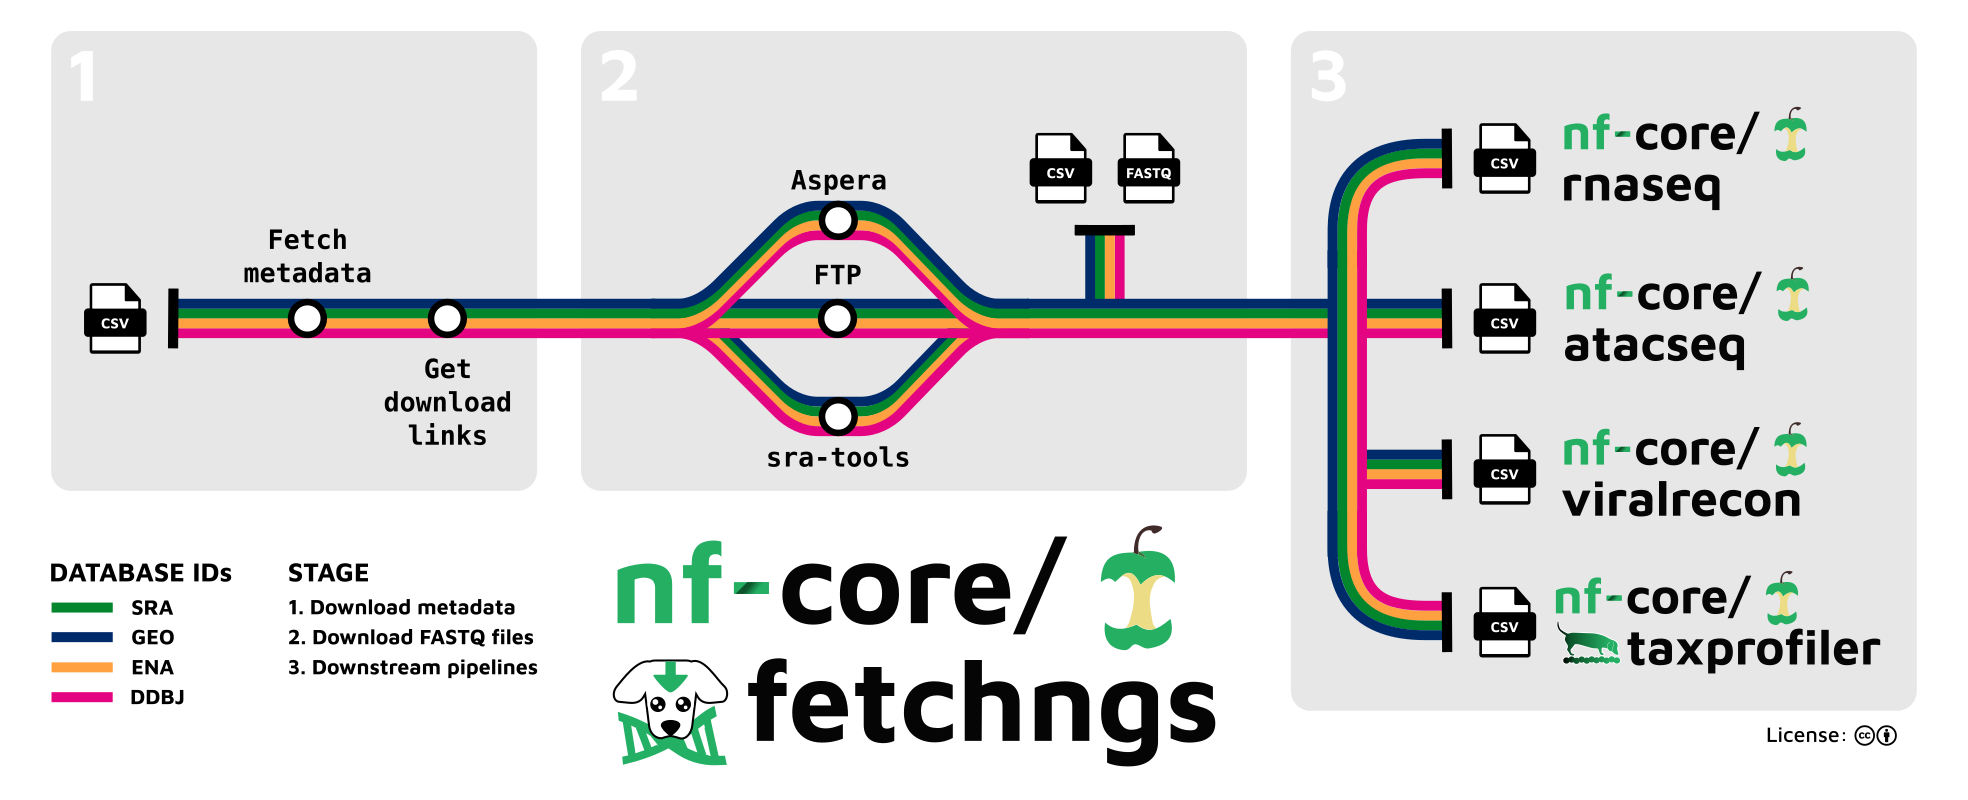 1
CSV
Fetch
metadata
Get
download
links
2
Aspera
FTP
sra-tools
CSV
FASTQ
3
CSV
nf-core/
rnaseq
CSV
nf-core/
atacseq
CSV
nf-core/
viralrecon
CSV
nf-core/
taxprofiler
DATABASE IDs
SRA
GEO
ENA
DDBJ
STAGE
1. Download metadata
2. Download FASTQ files
3. Downstream pipelines
nf-core/
fetchngs
License: cc